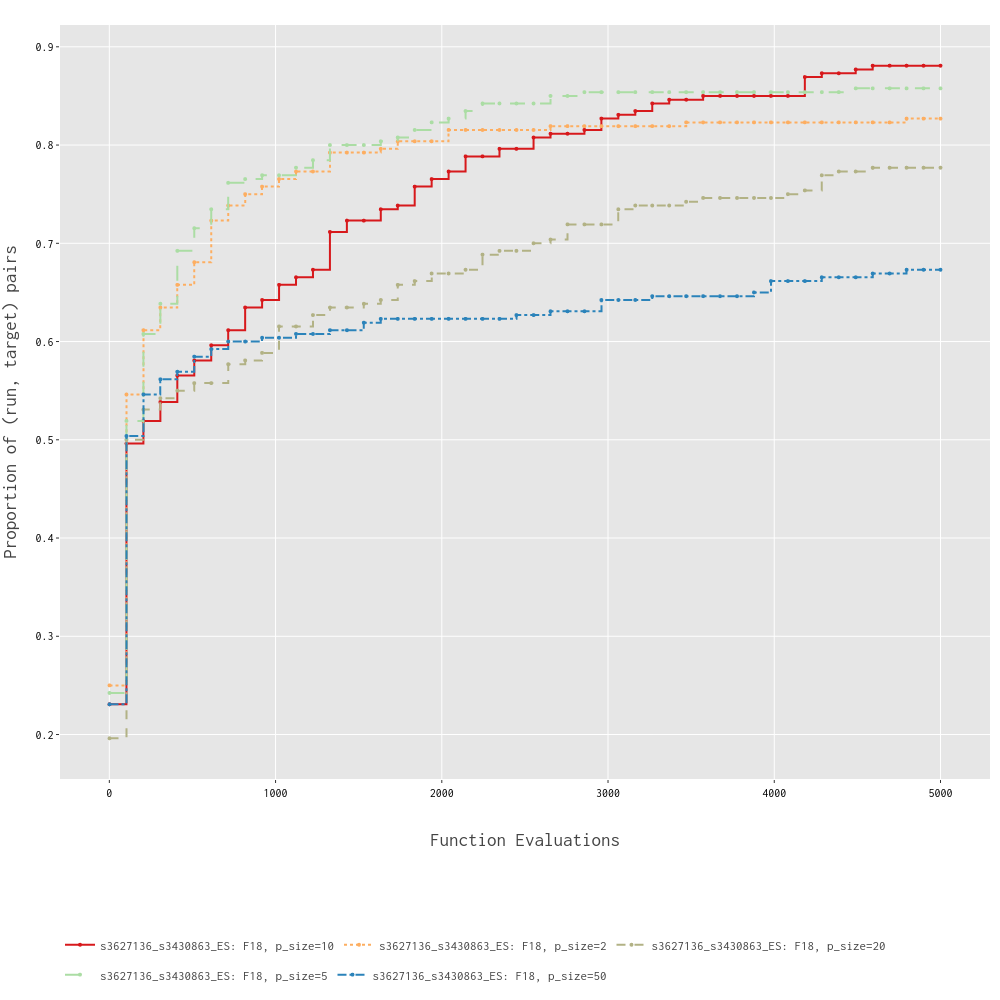 0.9
0.8
0.7
0.6
0.5
0.4
0.3
0.2
Proportion of (run, target) pairs
0 1000 2000 3000 4000 5000
Function Evaluations
s3627136_s3430863_ES: F18, p_size=10 s3627136_s3430863_ES: F18, p_size=2 s3627136_s3430863_ES: F18, p_size=20
s3627136_s3430863_ES: F18, p_size=5 s3627136_s3430863_ES: F18, p_size=50